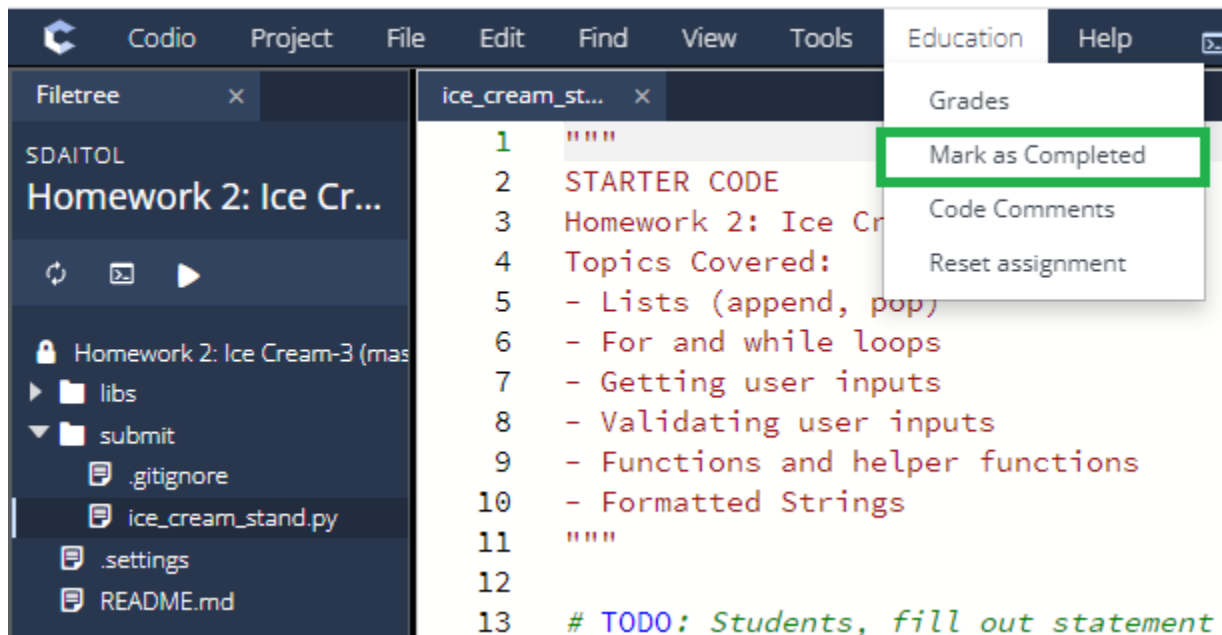 Codio Project File Edit Find View Tools Education Help
Filetree ×
SDAITOL
Homework 2: Ice Cr...
Homework 2: Ice Cream-3 (mas
libs
submit
.gitignore
ice_cream_stand.py
.settings
README.md
ice_cream_st... ×
1 """
2 STARTER CODE
3 Homework 2: Ice Cr
4 Topics Covered:
5 - Lists (append, pop)
6 - For and while loops
7 - Getting user inputs
8 - Validating user inputs
9 - Functions and helper functions
10 - Formatted Strings
11 """
12
13 # TODO: Students, fill out statement
Grades
Mark as Completed
Code Comments
Reset assignment